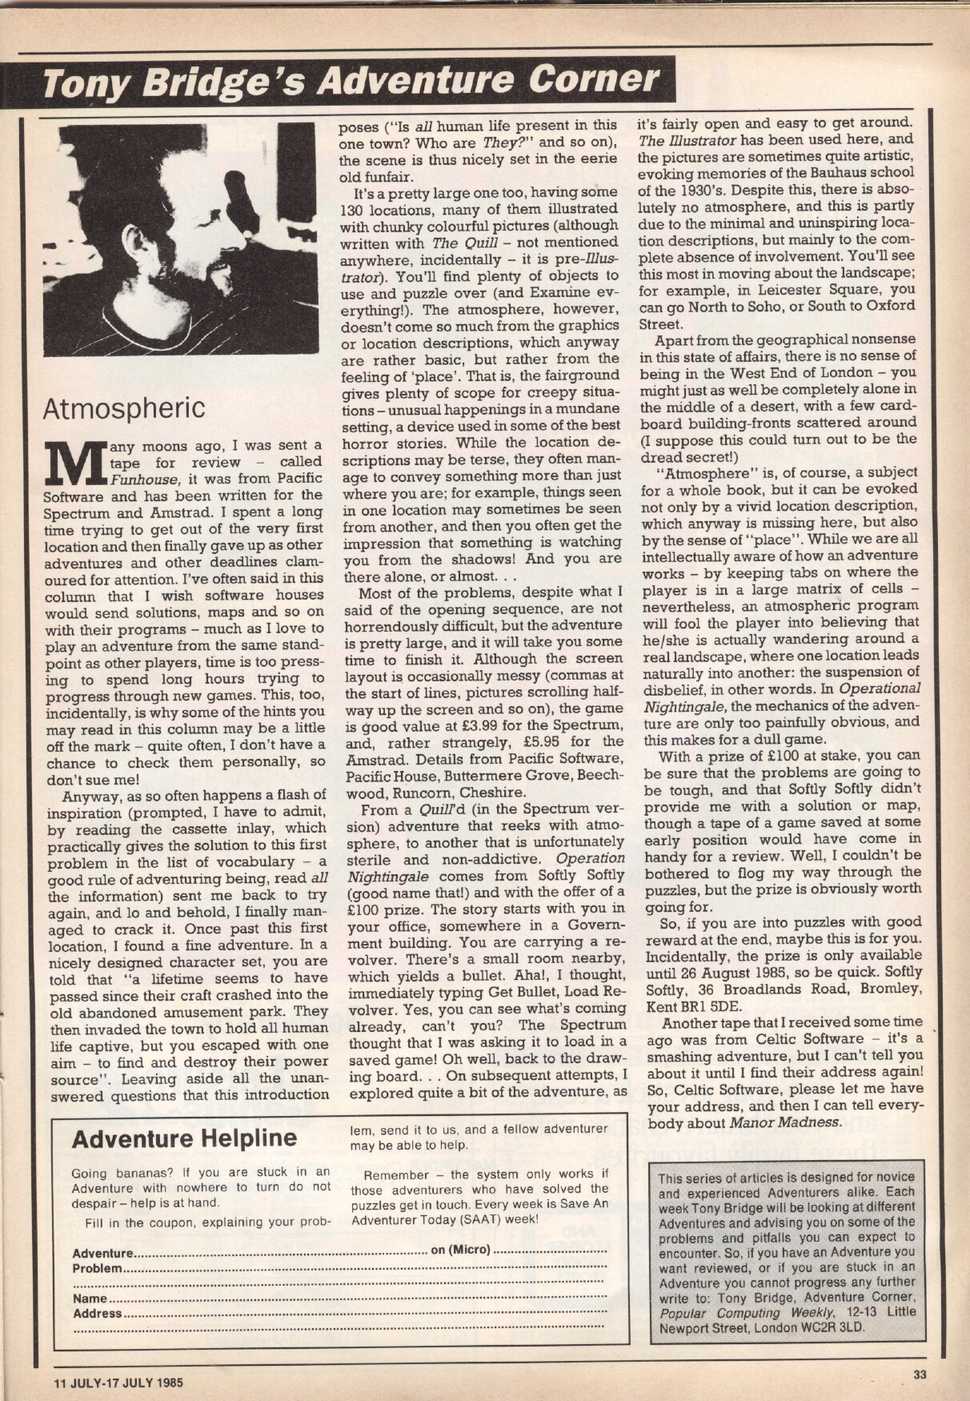 Tony Bridge's Adventure Corner
Atmospheric
Many moons ago, I was sent a
tape for review – called
Funhouse, it was from Pacific
Software and has been written for the
Spectrum and Amstrad. I spent a long
time trying to get out of the very first
location and then finally gave up as other
adventures and other deadlines clam-
oured for attention. I've often said in this
column that I wish software houses
would send solutions, maps and so on
with their programs – much as I love to
play an adventure from the same stand-
point as other players, time is too press-
ing to spend long hours trying to
progress through new games. This, too,
incidentally, is why some of the hints you
may read in this column may be a little
off the mark – quite often, I don't have a
chance to check them personally, so
don't sue me!
Anyway, as so often happens a flash of
inspiration (prompted, I have to admit,
by reading the cassette inlay, which
practically gives the solution to this first
problem in the list of vocabulary – a
good rule of adventuring being, read all
the information) sent me back to try
again, and lo and behold, I finally man-
aged to crack it. Once past this first
location, I found a fine adventure. In a
nicely designed character set, you are
told that "a lifetime seems to have
passed since their craft crashed into the
old abandoned amusement park. They
then invaded the town to hold all human
life captive, but you escaped with one
aim – to find and destroy their power
source". Leaving aside all the unan-
swered questions that this introduction
poses ("Is all human life present in this
one town? Who are They?" and so on),
the scene is thus nicely set in the eerie
old funfair.
It's a pretty large one too, having some
130 locations, many of them illustrated
with chunky colourful pictures (although
written with The Quill – not mentioned
anywhere, incidentally – it is pre-Illus-
trator). You'll find plenty of objects to
use and puzzle over (and Examine ev-
erything!). The atmosphere, however,
doesn't come so much from the graphics
or location descriptions, which anyway
are rather basic, but rather from the
feeling of 'place'. That is, the fairground
gives plenty of scope for creepy situa-
tions – unusual happenings in a mundane
setting, a device used in some of the best
horror stories. While the location de-
scriptions may be terse, they often man-
age to convey something more than just
where you are; for example, things seen
in one location may sometimes be seen
from another, and then you often get the
impression that something is watching
you from the shadows! And you are
there alone, or almost. . .
Most of the problems, despite what I
said of the opening sequence, are not
horrendously difficult, but the adventure
is pretty large, and it will take you some
time to finish it. Although the screen
layout is occasionally messy (commas at
the start of lines, pictures scrolling half-
way up the screen and so on), the game
is good value at £3.99 for the Spectrum,
and, rather strangely, £5.95 for the
Amstrad. Details from Pacific Software,
Pacific House, Buttermere Grove, Beech-
wood, Runcorn, Cheshire.
From a Quill'd (in the Spectrum ver-
sion) adventure that reeks with atmo-
sphere, to another that is unfortunately
sterile and non-addictive. Operation
Nightingale comes from Softly Softly
(good name that!) and with the offer of a
£100 prize. The story starts with you in
your office, somewhere in a Govern-
ment building. You are carrying a re-
volver. There's a small room nearby,
which yields a bullet. Aha!, I thought,
immediately typing Get Bullet, Load Re-
volver. Yes, you can see what's coming
already, can't you? The Spectrum
thought that I was asking it to load in a
saved game! Oh well, back to the draw-
ing board. . . On subsequent attempts, I
explored quite a bit of the adventure, as
it's fairly open and easy to get around.
The Illustrator has been used here, and
the pictures are sometimes quite artistic,
evoking memories of the Bauhaus school
of the 1930's. Despite this, there is abso-
lutely no atmosphere, and this is partly
due to the minimal and uninspiring loca-
tion descriptions, but mainly to the com-
plete absence of involvement. You'll see
this most in moving about the landscape;
for example, in Leicester Square, you
can go North to Soho, or South to Oxford
Street.
Apart from the geographical nonsense
in this state of affairs, there is no sense of
being in the West End of London – you
might just as well be completely alone in
the middle of a desert, with a few card-
board building-fronts scattered around
(I suppose this could turn out to be the
dread secret!)
"Atmosphere" is, of course, a subject
for a whole book, but it can be evoked
not only by a vivid location description,
which anyway is missing here, but also
by the sense of "place". While we are all
intellectually aware of how an adventure
works – by keeping tabs on where the
player is in a large matrix of cells –
nevertheless, an atmospheric program
will fool the player into believing that
he/she is actually wandering around a
real landscape, where one location leads
naturally into another: the suspension of
disbelief, in other words. In Operational
Nightingale, the mechanics of the adven-
ture are only too painfully obvious, and
this makes for a dull game.
With a prize of £100 at stake, you can
be sure that the problems are going to
be tough, and that Softly Softly didn't
provide me with a solution or map,
though a tape of a game saved at some
early position would have come in
handy for a review. Well, I couldn't be
bothered to flog my way through the
puzzles, but the prize is obviously worth
going for.
So, if you are into puzzles with good
reward at the end, maybe this is for you.
Incidentally, the prize is only available
until 26 August 1985, so be quick. Softly
Softly, 36 Broadlands Road, Bromley,
Kent BR1 5DE.
Another tape that I received some time
ago was from Celtic Software – it's a
smashing adventure, but I can't tell you
about it until I find their address again!
So, Celtic Software, please let me have
your address, and then I can tell every-
body about Manor Madness.
Adventure Helpline
Going bananas? If you are stuck in an
Adventure with nowhere to turn do not
despair – help is at hand.
Fill in the coupon, explaining your prob-
lem, send it to us, and a fellow adventurer
may be able to help.
Remember – the system only works if
those adventurers who have solved the
puzzles get in touch. Every week is Save An
Adventurer Today (SAAT) week!
Adventure.......... on (Micro)..........
Problem..........
Name..........
Address..........
This series of articles is designed for novice
and experienced Adventurers alike. Each
week Tony Bridge will be looking at different
Adventures and advising you on some of the
problems and pitfalls you can expect to
encounter. So, if you have an Adventure you
want reviewed, or if you are stuck in an
Adventure you cannot progress any further
write to: Tony Bridge, Adventure Corner,
Popular Computing Weekly, 12-13 Little
Newport Street, London WC2R 3LD.
11 JULY-17 JULY 1985
33